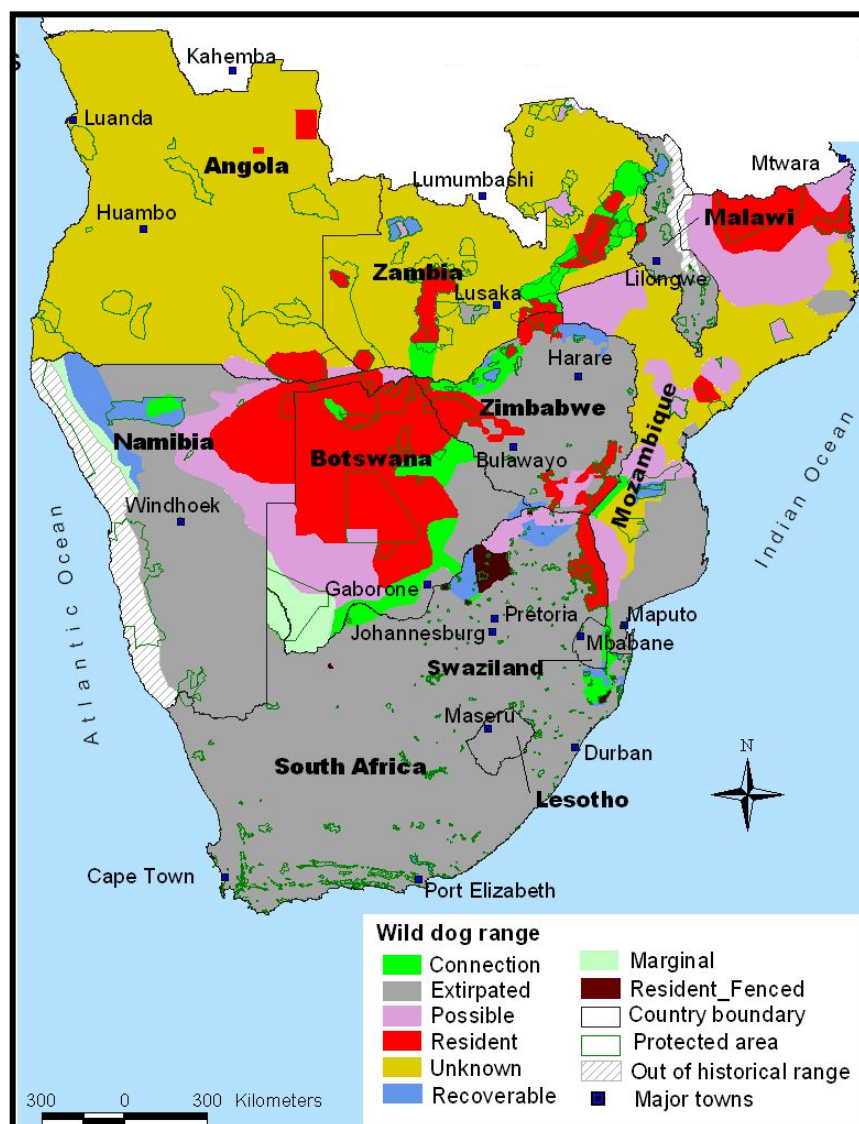 s
Kahemba
Luanda
Angola
Mtwara
Lumumbashi
Malawi
Huambo
Zambia
Lilongwe
Lusaka
Harare
Zimbabwe
Namibia
Botswana
Bulawayo
Mozambique
Windhoek
Indian Ocean
Atlantic Ocean
Gaborone
Pretoria
Maputo
Johannesburg
Mbabane
Swaziland
Maseru
Durban
N
South Africa
Lesotho
Cape Town
Port Elizabeth
Wild dog range
Connection
Extirpated
Possible
Resident
Unknown
Recoverable
Marginal
Resident_Fenced
Country boundary
Protected area
Out of historical range
Major towns
300 0 300 Kilometers